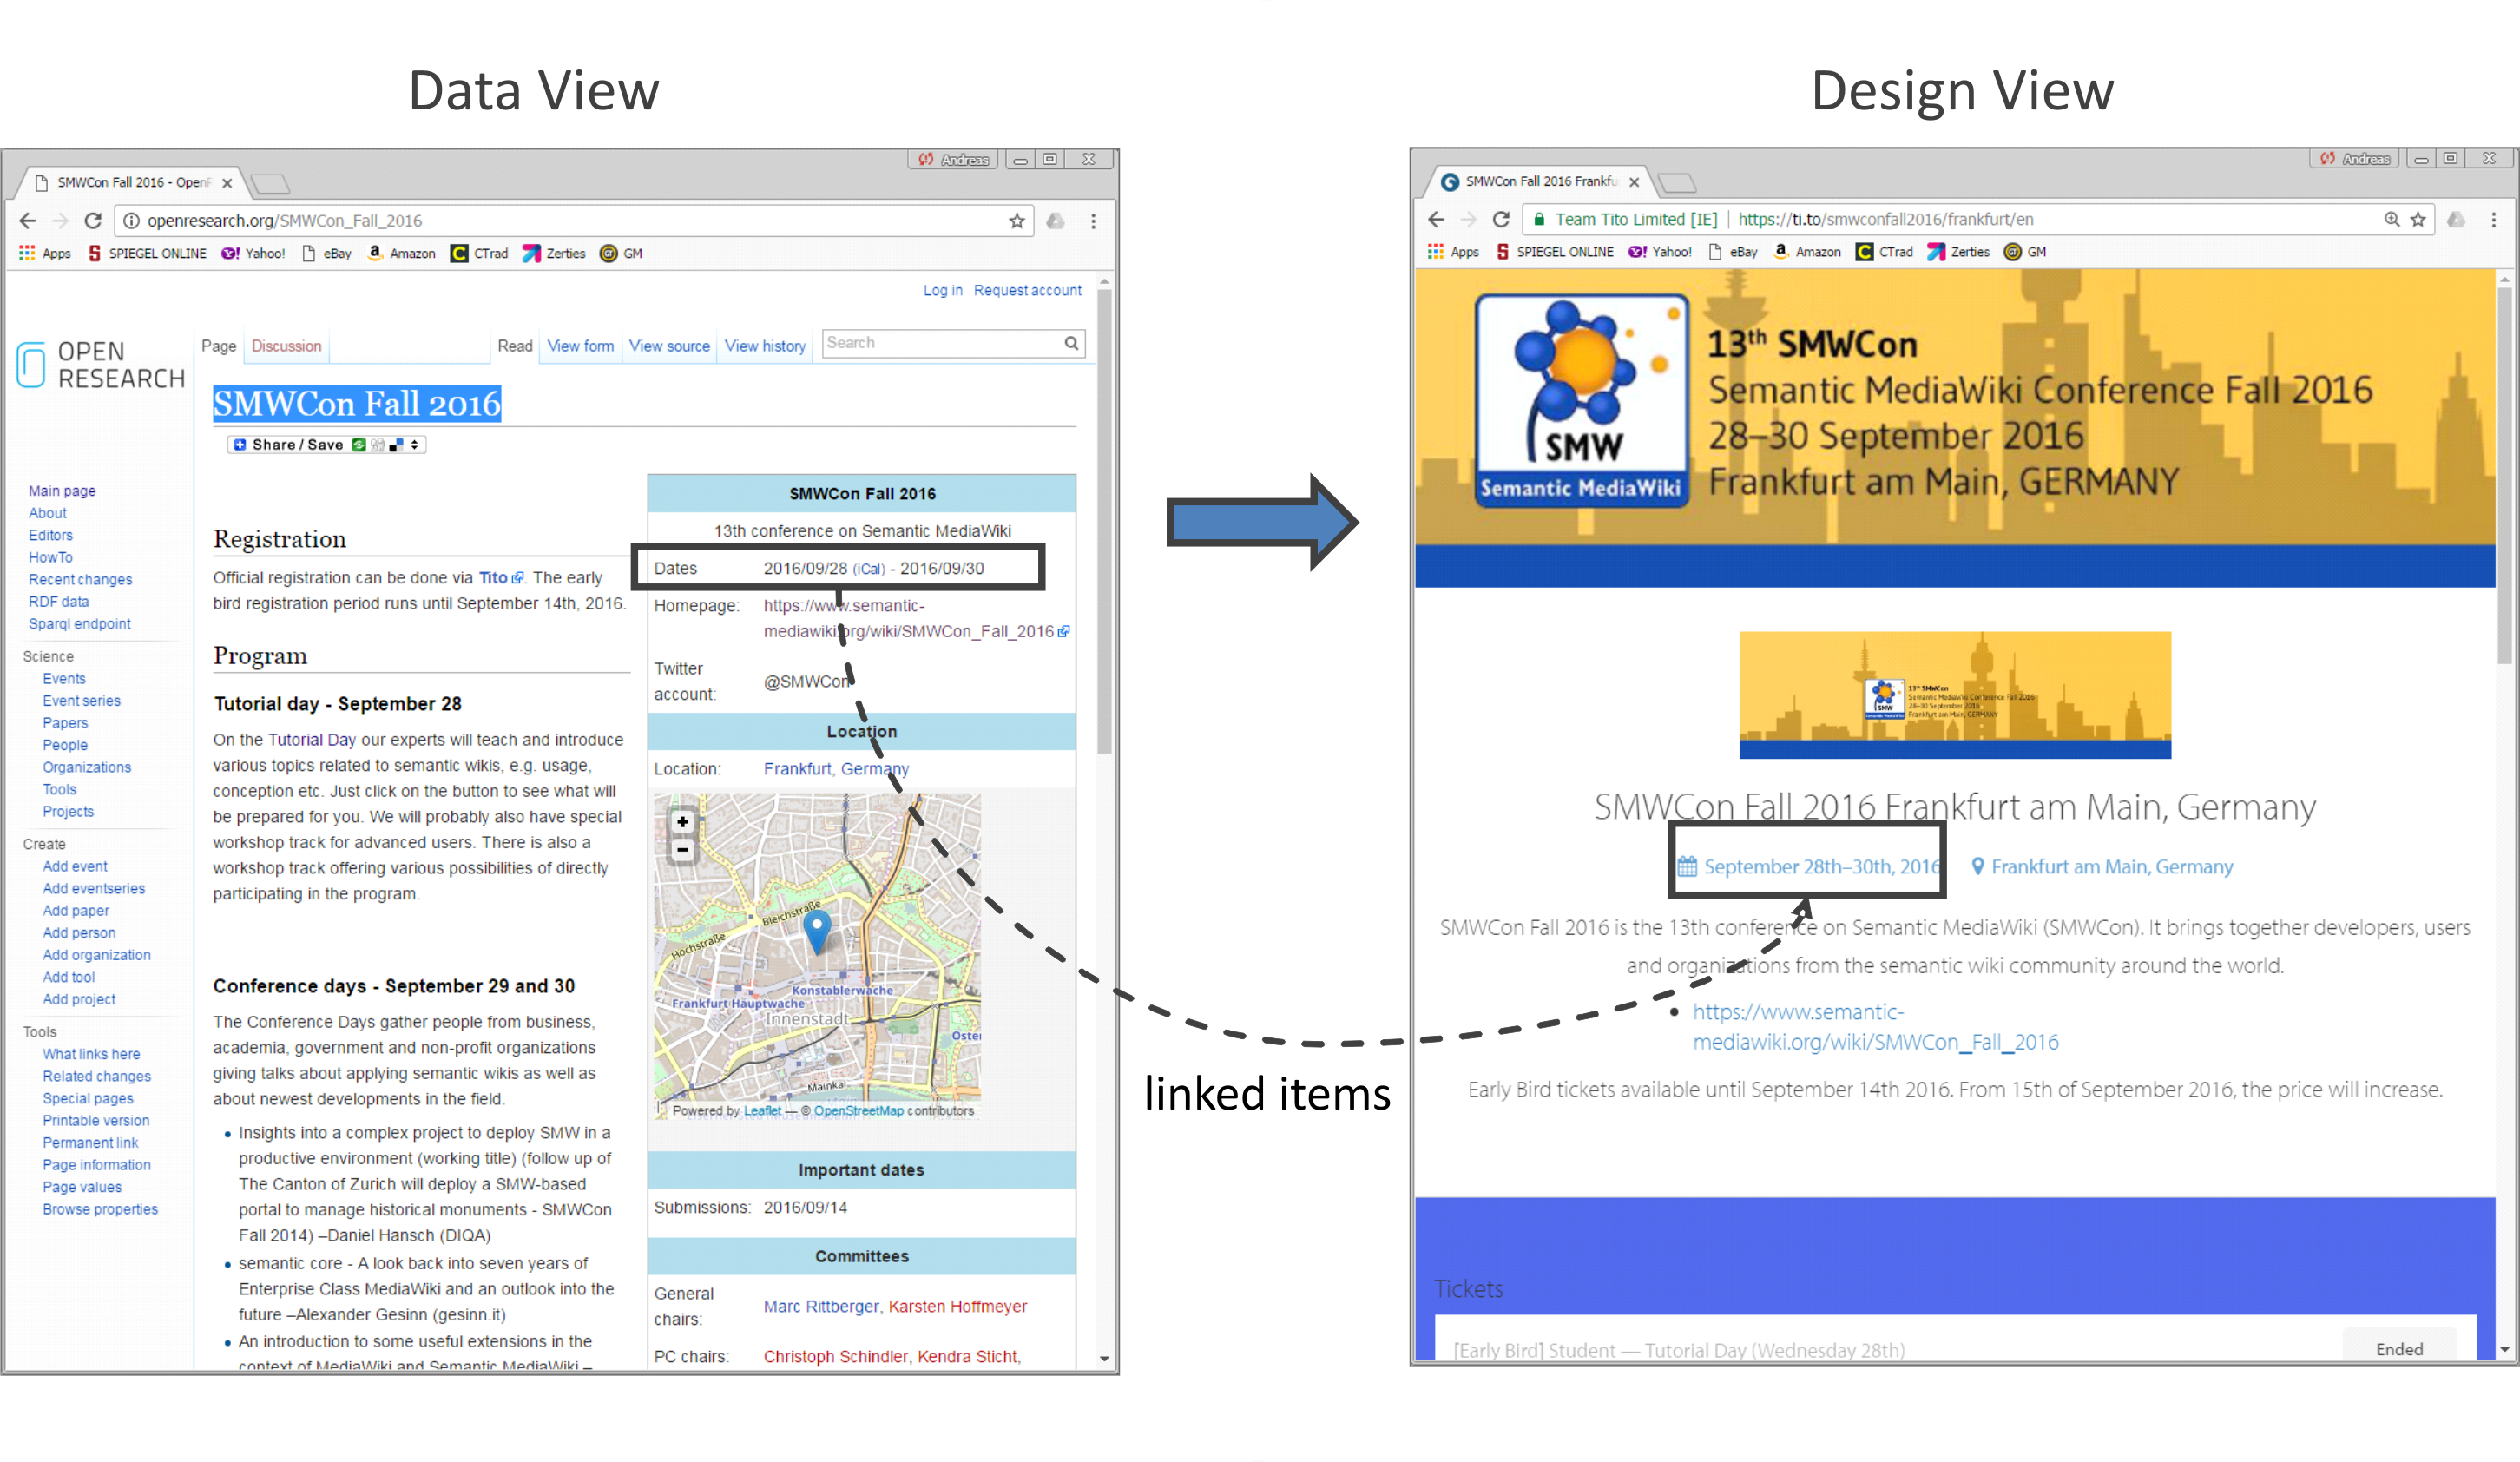 Data View
Design View
Andreas
SMWCon Fall 2016 - OpenR
openresearch.org/SMWCon_Fall_2016
Apps SPIEGEL ONLINE Yahoo! eBay Amazon CTrad Zerties GM
Log in Request account
OPEN
RESEARCH
Page Discussion Read View form View source View history Search
SMWCon Fall 2016
Share / Save
Main page
About
Editors
HowTo
Recent changes
RDF data
Sparql endpoint
Science
Events
Event series
Papers
People
Organizations
Tools
Projects
Create
Add event
Add eventseries
Add paper
Add person
Add organization
Add tool
Add project
Tools
What links here
Related changes
Special pages
Printable version
Permanent link
Page information
Page values
Browse properties
Registration
Official registration can be done via Tito. The early
bird registration period runs until September 14th, 2016.
Program
Tutorial day - September 28
On the Tutorial Day our experts will teach and introduce
various topics related to semantic wikis, e.g. usage,
conception etc. Just click on the button to see what will
be prepared for you. We will probably also have special
workshop track for advanced users. There is also a
workshop track offering various possibilities of directly
participating in the program.
Conference days - September 29 and 30
The Conference Days gather people from business,
academia, government and non-profit organizations
giving talks about applying semantic wikis as well as
about newest developments in the field.
• Insights into a complex project to deploy SMW in a
productive environment (working title) (follow up of
The Canton of Zurich will deploy a SMW-based
portal to manage historical monuments - SMWCon
Fall 2014) –Daniel Hansch (DIQA)
• semantic core - A look back into seven years of
Enterprise Class MediaWiki and an outlook into the
future –Alexander Gesinn (gesinn.it)
• An introduction to some useful extensions in the
context of MediaWiki and Semantic MediaWiki –
SMWCon Fall 2016
13th conference on Semantic MediaWiki
Dates 2016/09/28 (iCal) - 2016/09/30
Homepage: https://www.semantic-
mediawiki.org/wiki/SMWCon_Fall_2016
Twitter
account: @SMWCon
Location
Location: Frankfurt, Germany
+
−
Bleichstraße
Hochstraße
Konstablerwache
Frankfurt Hauptwache
Innenstadt
Oste
Mainkai
Powered by Leaflet — © OpenStreetMap contributors
Important dates
Submissions: 2016/09/14
Committees
General
chairs: Marc Rittberger, Karsten Hoffmeyer
PC chairs: Christoph Schindler, Kendra Sticht,
linked items
Andreas
SMWCon Fall 2016 Frankfu
Team Tito Limited [IE] | https://ti.to/smwconfall2016/frankfurt/en
Apps SPIEGEL ONLINE Yahoo! eBay Amazon CTrad Zerties GM
SMW
Semantic MediaWiki
13th SMWCon
Semantic MediaWiki Conference Fall 2016
28–30 September 2016
Frankfurt am Main, GERMANY
SMW
13th SMWCon
Semantic MediaWiki Conference Fall 2016
28–30 September 2016
Frankfurt am Main, GERMANY
SMWCon Fall 2016 Frankfurt am Main, Germany
September 28th–30th, 2016 Frankfurt am Main, Germany
SMWCon Fall 2016 is the 13th conference on Semantic MediaWiki (SMWCon). It brings together developers, users
and organizations from the semantic wiki community around the world.
• https://www.semantic-
mediawiki.org/wiki/SMWCon_Fall_2016
Early Bird tickets available until September 14th 2016. From 15th of September 2016, the price will increase.
Tickets
[Early Bird] Student — Tutorial Day (Wednesday 28th) Ended